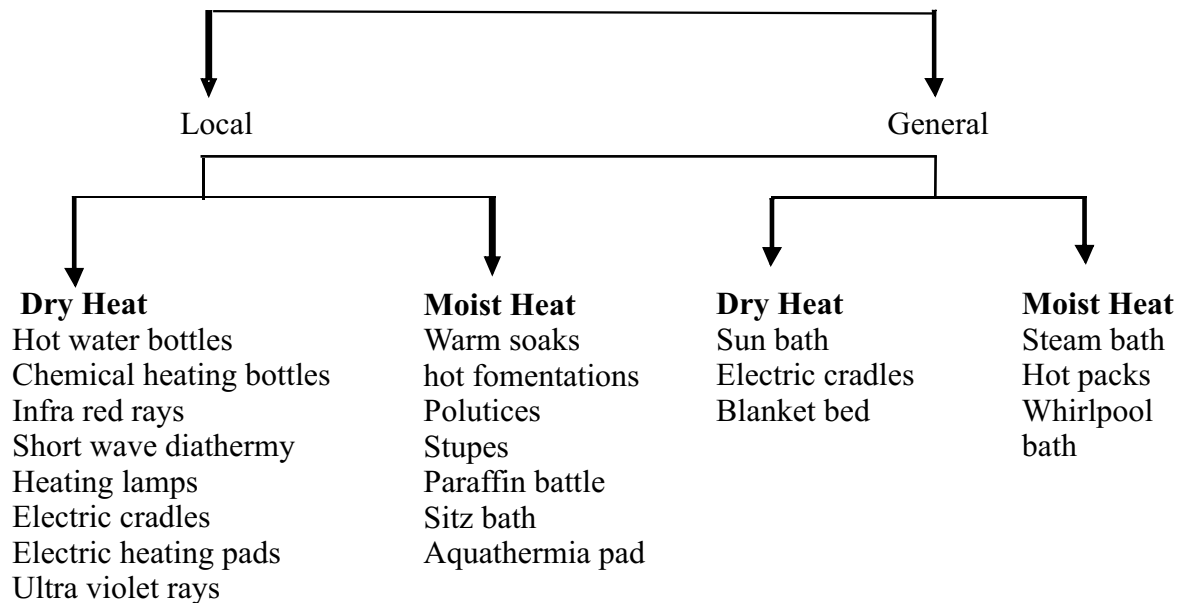 Local
General
Dry Heat
Hot water bottles
Chemical heating bottles
Infra red rays
Short wave diathermy
Heating lamps
Electric cradles
Electric heating pads
Ultra violet rays
Moist Heat
Warm soaks
hot fomentations
Polutices
Stupes
Paraffin battle
Sitz bath
Aquathermia pad
Dry Heat
Sun bath
Electric cradles
Blanket bed
Moist Heat
Steam bath
Hot packs
Whirlpool
bath